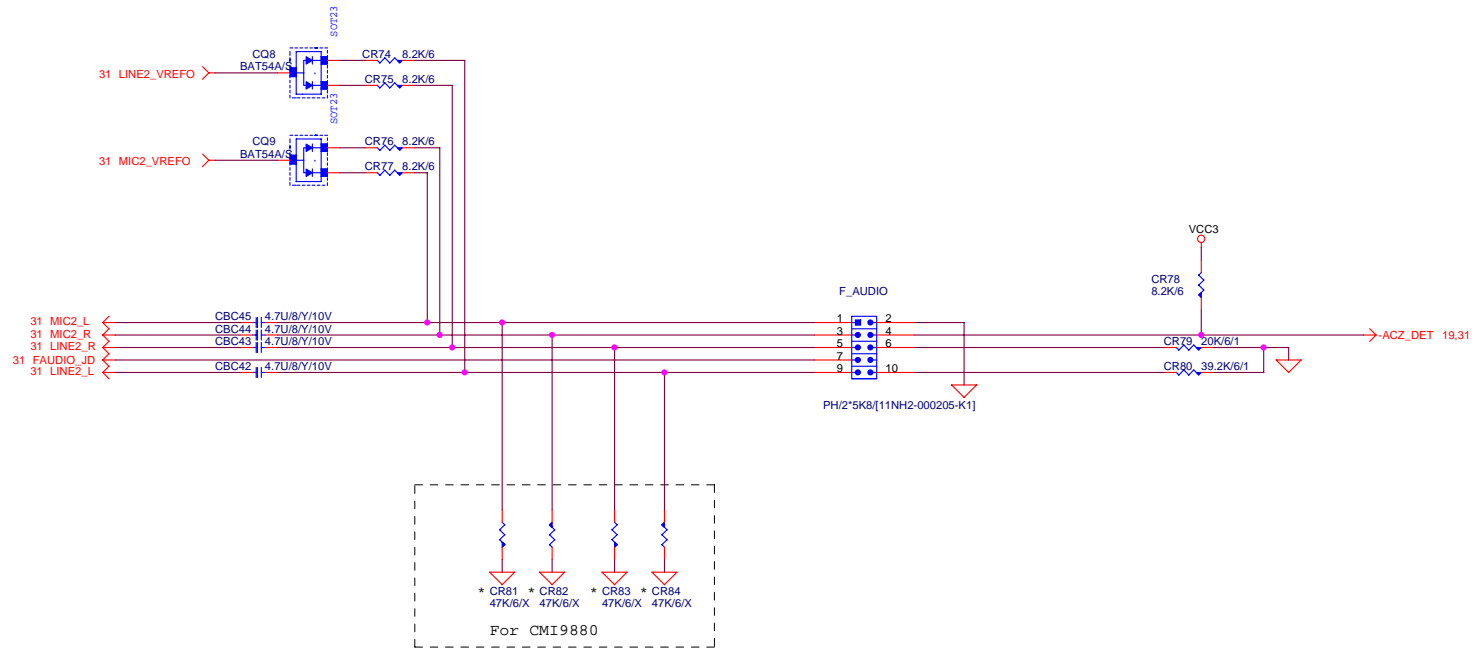 SOT23
CQ8
BAT54A/S
31 LINE2_VREFO
CR74 8.2K/6
CR75 8.2K/6
SOT23
CQ9
BAT54A/S
31 MIC2_VREFO
CR76 8.2K/6
CR77 8.2K/6
VCC3
CR78
8.2K/6
F_AUDIO
31 MIC2_L
CBC45 4.7U/8/Y/10V
1 2
31 MIC2_R
CBC44 4.7U/8/Y/10V
3 4
-ACZ_DET 19,31
31 LINE2_R
CBC43 4.7U/8/Y/10V
5 6
CR79 20K/6/1
31 FAUDIO_JD
7
31 LINE2_L
CBC42 4.7U/8/Y/10V
9 10
CR80 39.2K/6/1
PH/2*5K8/[11NH2-000205-K1]
* CR81 * CR82 * CR83 * CR84
47K/6/X 47K/6/X 47K/6/X 47K/6/X
For CMI9880